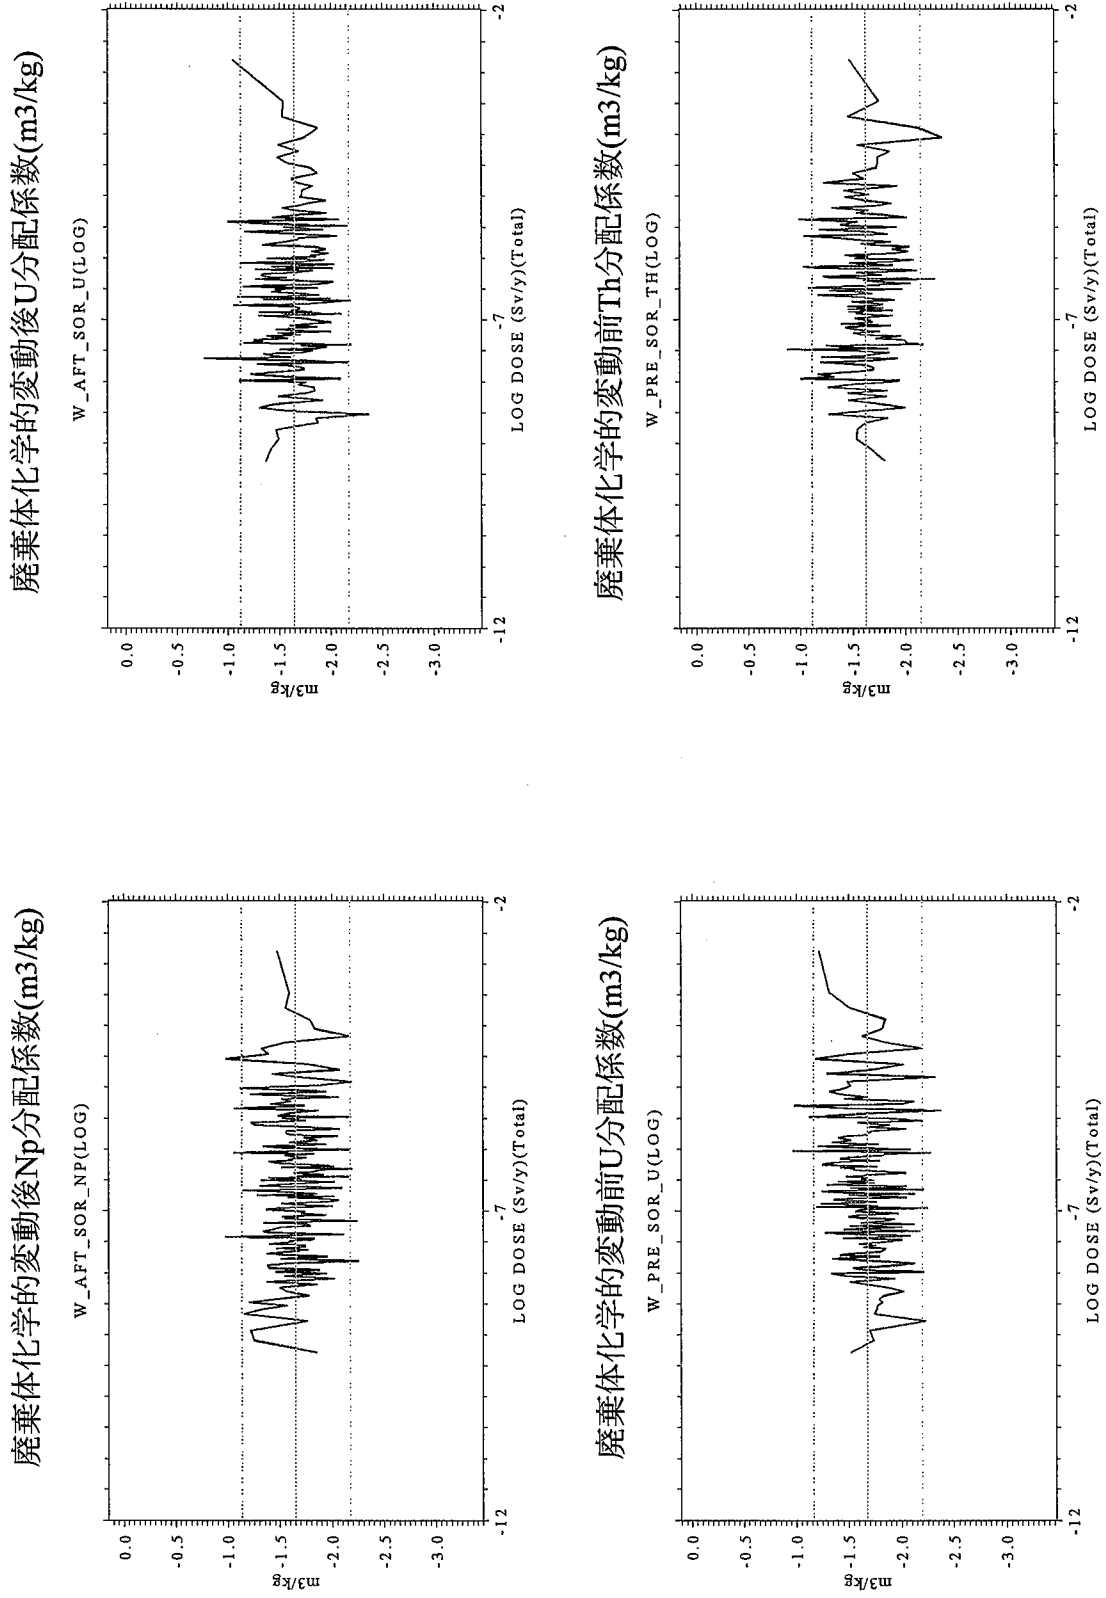 廃棄体化学的変動後Np分配係数(m3/kg)
W_AFT_SOR_NP(LOG)
0.0
-0.5
-1.0
-1.5
-2.0
-3.0
m3/kg
-12
-7
-2
LOG DOSE (Sv/y)(Total)
廃棄体化学的変動後U分配係数(m3/kg)
W_AFT_SOR_U(LOG)
0.0
-0.5
-1.0
-1.5
-2.0
-3.0
m3/kg
-12
-7
-2
LOG DOSE (Sv/y)(Total)
廃棄体化学的変動前U分配係数(m3/kg)
W_PRE_SOR_U(LOG)
0.0
-0.5
-1.0
-1.5
-2.0
-3.0
m3/kg
-12
-7
-2
LOG DOSE (Sv/y)(Total)
廃棄体化学的変動前Th分配係数(m3/kg)
W_PRE_SOR_TH(LOG)
0.0
-0.5
-1.0
-1.5
-2.0
-3.0
m3/kg
-12
-7
-2
LOG DOSE (Sv/y)(Total)